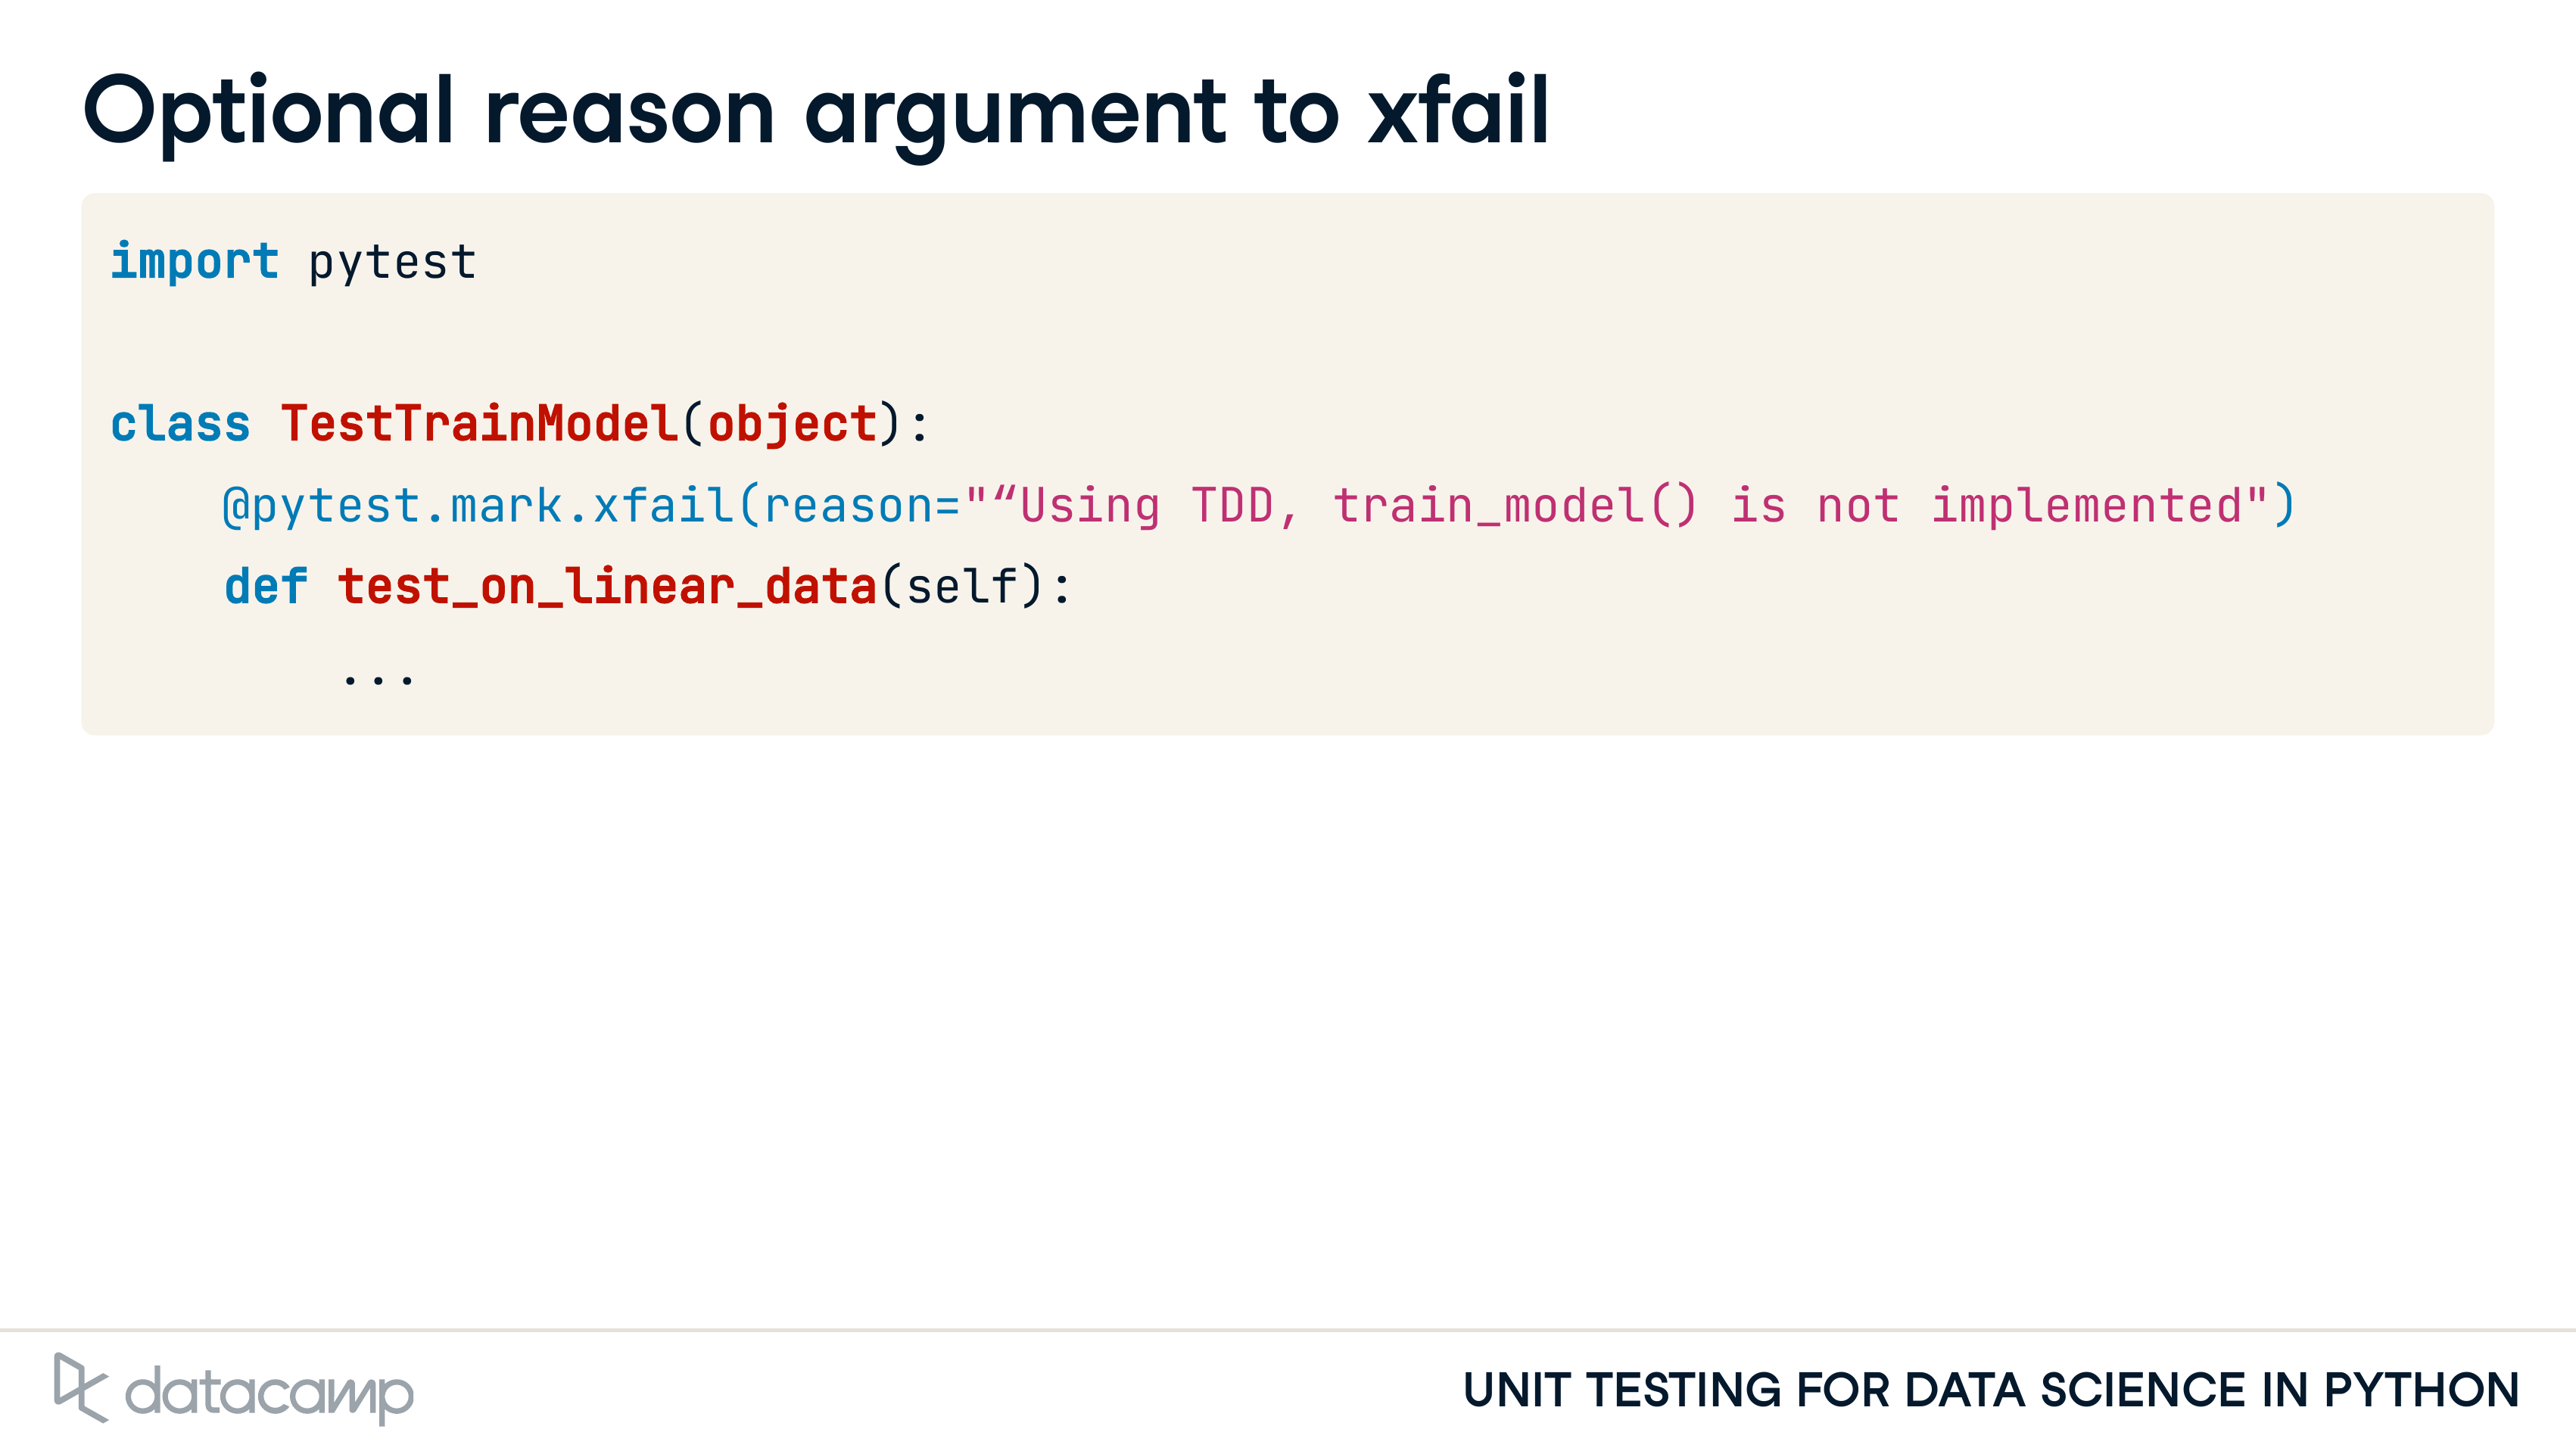 Optional reason argument to xfail
import pytest
class TestTrainModel(object):
    @pytest.mark.xfail(reason="“Using TDD, train_model() is not implemented")
    def test_on_linear_data(self):
        ...
datacamp
UNIT TESTING FOR DATA SCIENCE IN PYTHON